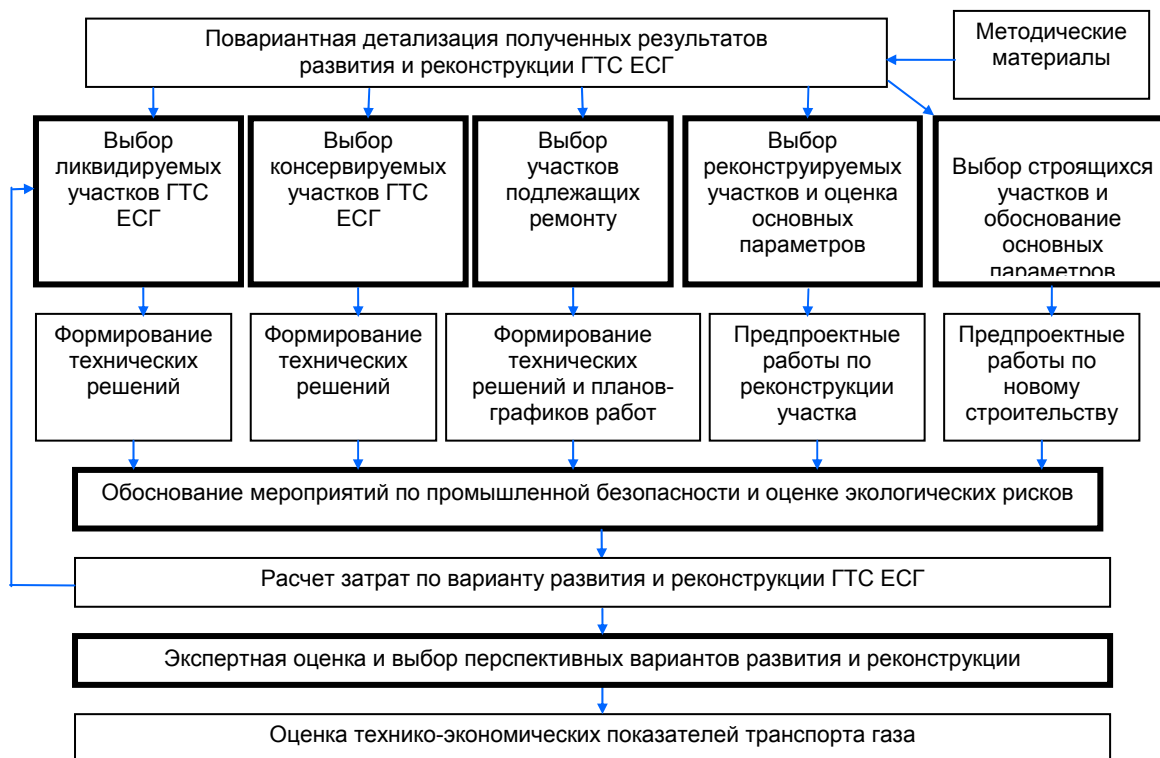 Повариантная детализация полученных результатов
развития и реконструкции ГТС ЕСГ
Методические
материалы
Выбор
ликвидируемых
участков ГТС
ЕСГ
Выбор
консервируемых
участков ГТС
ЕСГ
Выбор
участков
подлежащих
ремонту
Выбор
реконструируемых
участков и оценка
основных
параметров
Выбор строящихся
участков и
обоснование
основных
параметров
Формирование
технических
решений
Формирование
технических
решений
Формирование
технических
решений и планов-
графиков работ
Предпроектные
работы по
реконструкции
участка
Предпроектные
работы по
новому
строительству
Обоснование мероприятий по промышленной безопасности и оценке экологических рисков
Расчет затрат по варианту развития и реконструкции ГТС ЕСГ
Экспертная оценка и выбор перспективных вариантов развития и реконструкции
Оценка технико-экономических показателей транспорта газа